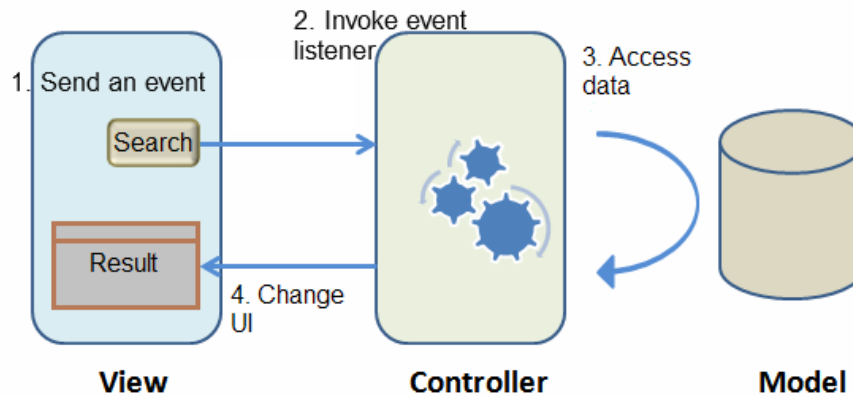 2. Invoke event
listener
3. Access
data
1. Send an event
Search
Result
4. Change
UI
View
Controller
Model